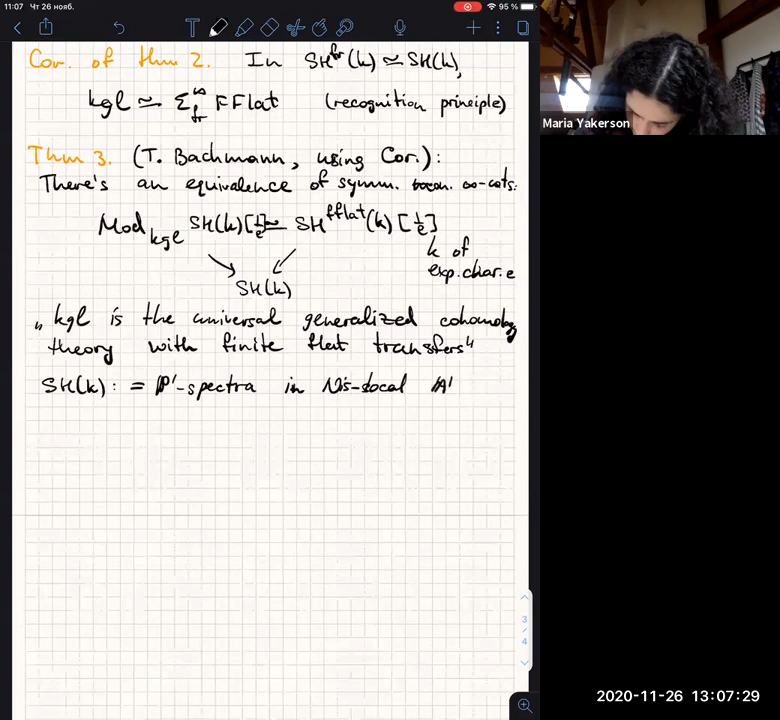 11:07 Чт 26 нояб.
95 %
Cor. of thm 2. In SH^fr(k) ≃ SH(k),
kgl ≃ Σ^∞_fr FFlat (recognition principle)
Maria Yakerson
Thm 3. (T. Bachmann, using Cor.):
There's an equivalence of symm. ∞-cats:
Mod_kgl SH(k)[1/e] ≃ SH^fflat(k)[1/e]
k of
exp. char. e
SH(k)
„kgl is the universal generalized cohomology
theory with finite flat transfers"
SH(k) := P¹-spectra in Nis-local A¹
3
/
4
2020-11-26 13:07:29